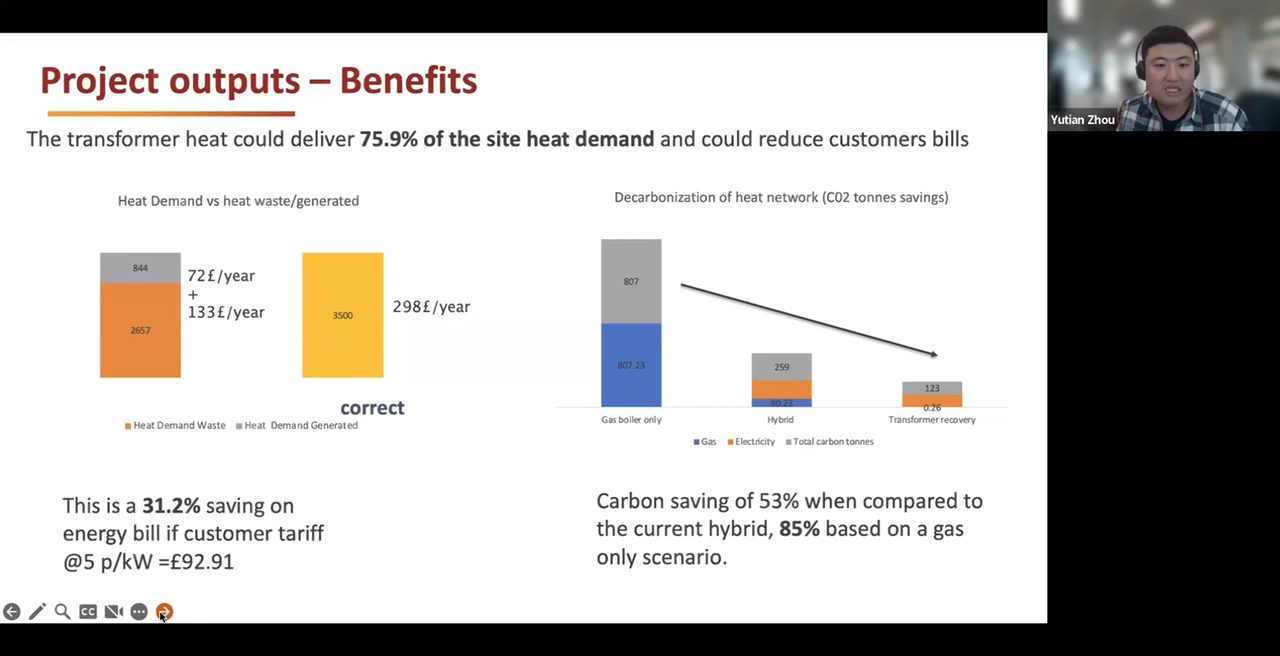 Project outputs – Benefits
Yutian Zhou
The transformer heat could deliver 75.9% of the site heat demand and could reduce customers bills
Heat Demand vs heat waste/generated
844
2657
72£/year
+
133£/year
3500
298£/year
correct
Heat Demand Waste
Heat Demand Generated
This is a 31.2% saving on
energy bill if customer tariff
@5 p/kW =£92.91
Decarbonization of heat network (C02 tonnes savings)
807
807.23
259
80.23
123
0.26
Gas boiler only
Hybrid
Transformer recovery
Gas
Electricity
Total carbon tonnes
Carbon saving of 53% when compared to
the current hybrid, 85% based on a gas
only scenario.
CC